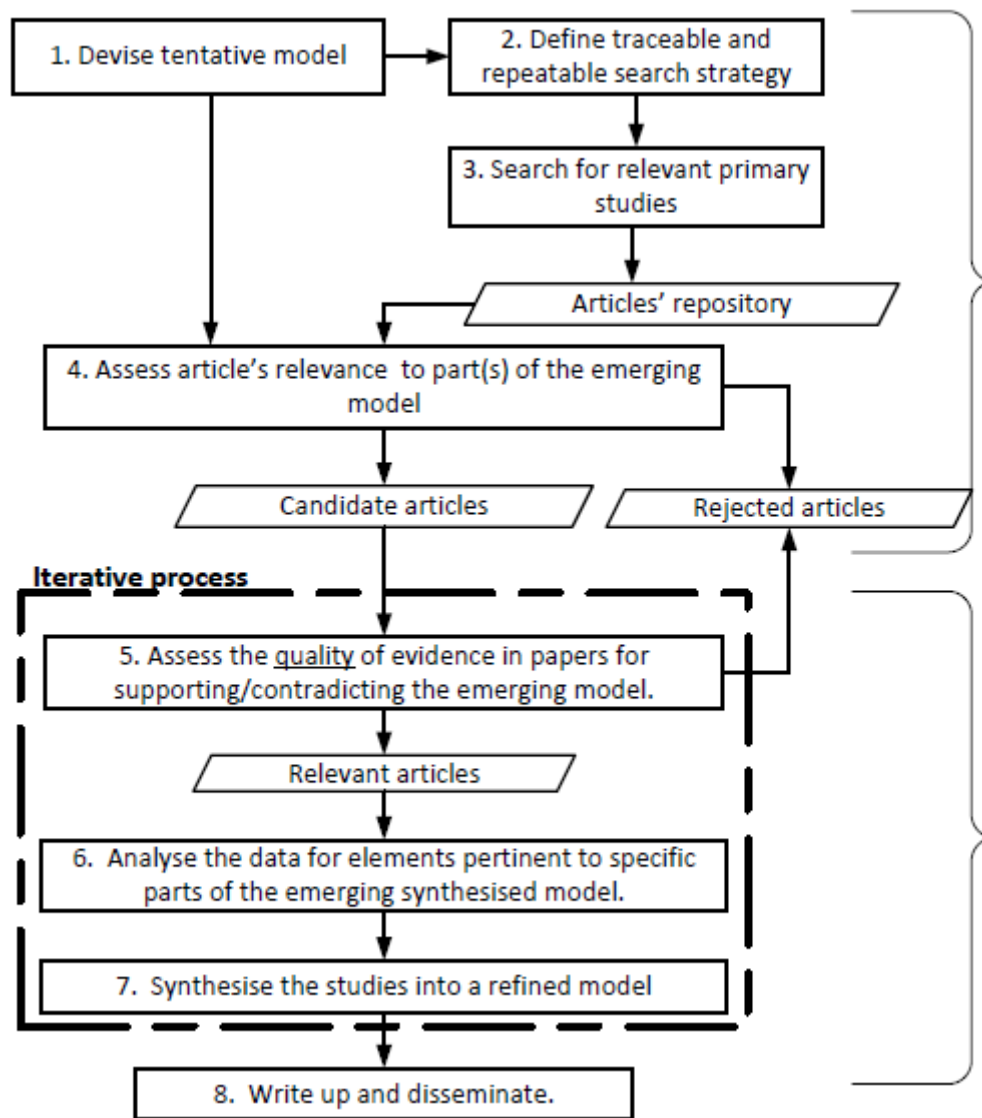 1. Devise tentative model
2. Define traceable and
repeatable search strategy
3. Search for relevant primary
studies
Articles' repository
4. Assess article's relevance to part(s) of the emerging
model
Candidate articles
Rejected articles
Iterative process
5. Assess the quality of evidence in papers for
supporting/contradicting the emerging model.
Relevant articles
6. Analyse the data for elements pertinent to specific
parts of the emerging synthesised model.
7. Synthesise the studies into a refined model
8. Write up and disseminate.